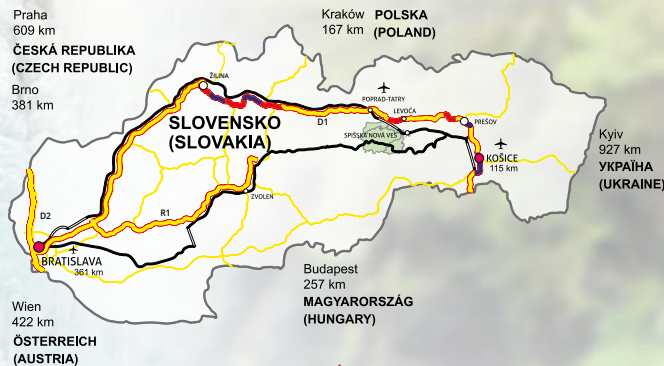 Praha
609 km
ČESKÁ REPUBLIKA
(CZECH REPUBLIC)
Brno
381 km
Kraków POLSKA
167 km (POLAND)
ŽILINA
POPRAD-TATRY
LEVOČA
D1
PREŠOV
SLOVENSKO
(SLOVAKIA)
SPIŠSKÁ NOVÁ VES
KOŠICE
115 km
Kyiv
927 km
УКРАЇНА
(UKRAINE)
ZVOLEN
R1
D2
BRATISLAVA
361 km
Budapest
257 km
MAGYARORSZÁG
(HUNGARY)
Wien
422 km
ÖSTERREICH
(AUSTRIA)